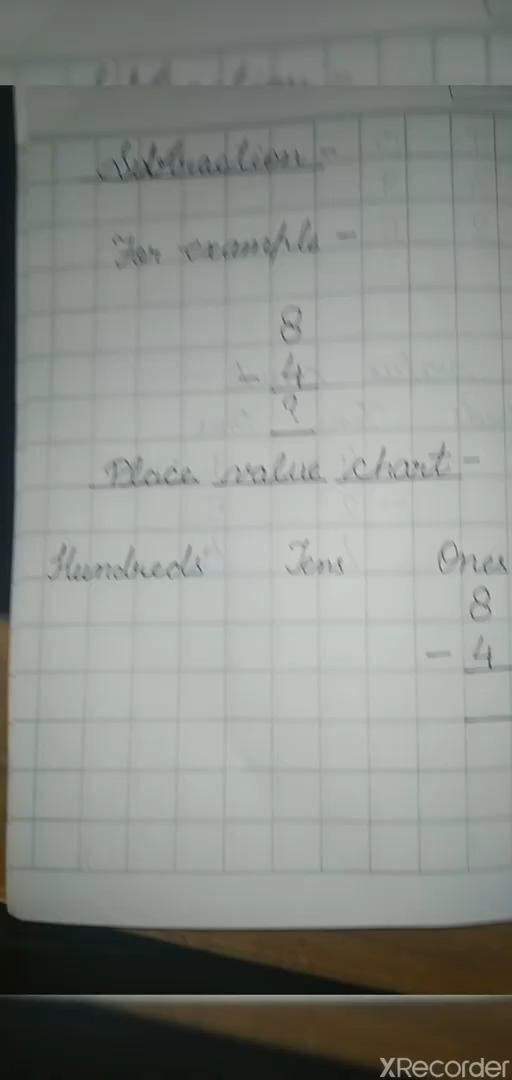 Subtraction -
For example -
8
- 4
?
Place value chart -
Hundreds Tens Ones
8
- 4
XRecorder